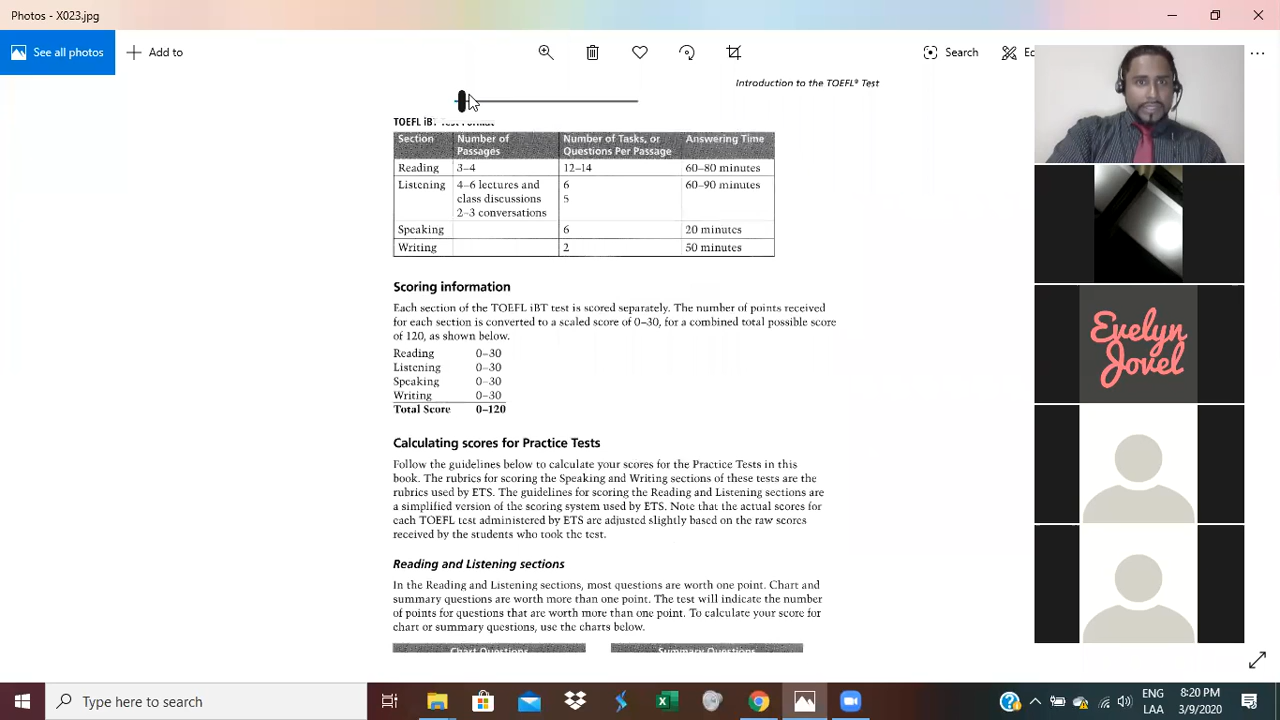 Photos - X023.jpg
See all photos
Add to
Search
Introduction to the TOEFL® Test
TOEFL iBT Test Format
Section Number of Passages Number of Tasks, or Questions Per Passage Answering Time
Reading 3–4 12–14 60–80 minutes
Listening 4–6 lectures and 6 60–90 minutes
class discussions 5
2–3 conversations
Speaking 6 20 minutes
Writing 2 50 minutes
Scoring information
Each section of the TOEFL iBT test is scored separately. The number of points received
for each section is converted to a scaled score of 0–30, for a combined total possible score
of 120, as shown below.
Reading 0–30
Listening 0–30
Speaking 0–30
Writing 0–30
Total Score 0–120
Calculating scores for Practice Tests
Follow the guidelines below to calculate your scores for the Practice Tests in this
book. The rubrics for scoring the Speaking and Writing sections of these tests are the
rubrics used by ETS. The guidelines for scoring the Reading and Listening sections are
a simplified version of the scoring system used by ETS. Note that the actual scores for
each TOEFL test administered by ETS are adjusted slightly based on the raw scores
received by the students who took the test.
Reading and Listening sections
In the Reading and Listening sections, most questions are worth one point. Chart and
summary questions are worth more than one point. The test will indicate the number
of points for questions that are worth more than one point. To calculate your score for
chart or summary questions, use the charts below.
Chart Questions Summary Questions
Evelyn
Jovel
Type here to search
ENG
LAA
8:20 PM
3/9/2020